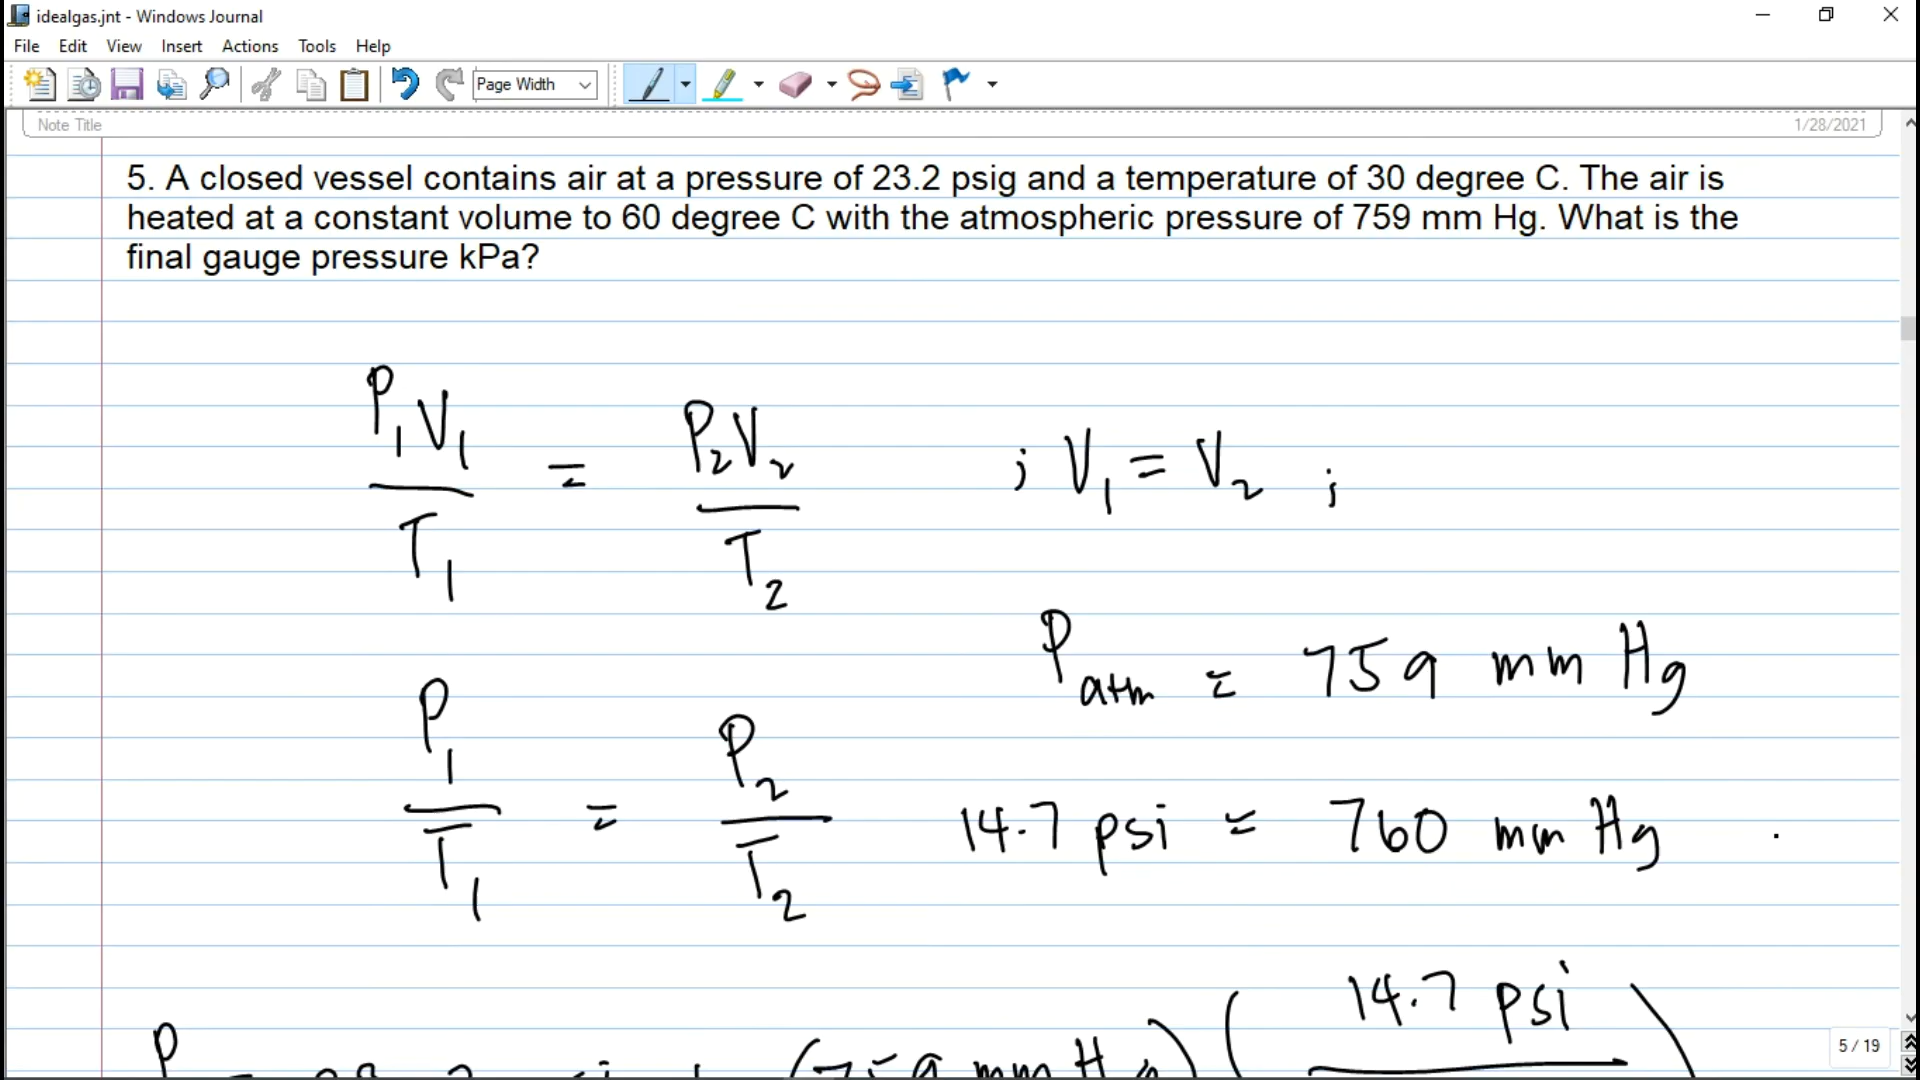 idealgas.jnt - Windows Journal
File Edit View Insert Actions Tools Help
Page Width
Note Title
1/28/2021
5. A closed vessel contains air at a pressure of 23.2 psig and a temperature of 30 degree C. The air is
heated at a constant volume to 60 degree C with the atmospheric pressure of 759 mm Hg. What is the
final gauge pressure kPa?
P1V1 = P2V2 ; V1 = V2 ;
T1 T2
Patm = 759 mm Hg
P1 = P2
T1 T2
14.7 psi = 760 mm Hg
14.7 psi
P (759 mm Hg) (
5 / 19